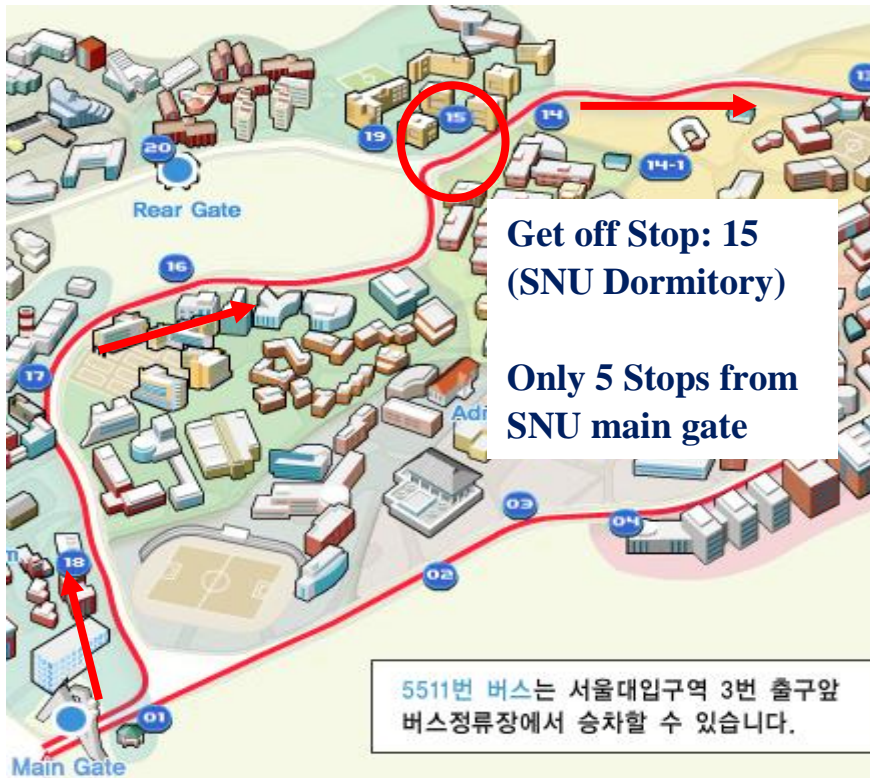 13
15
14
19
20
14-1
Rear Gate
Get off Stop: 15
(SNU Dormitory)
16
Only 5 Stops from
SNU main gate
17
Adi
03
04
18
02
5511번 버스는 서울대입구역 3번 출구앞
버스정류장에서 승차할 수 있습니다.
01
Main Gate